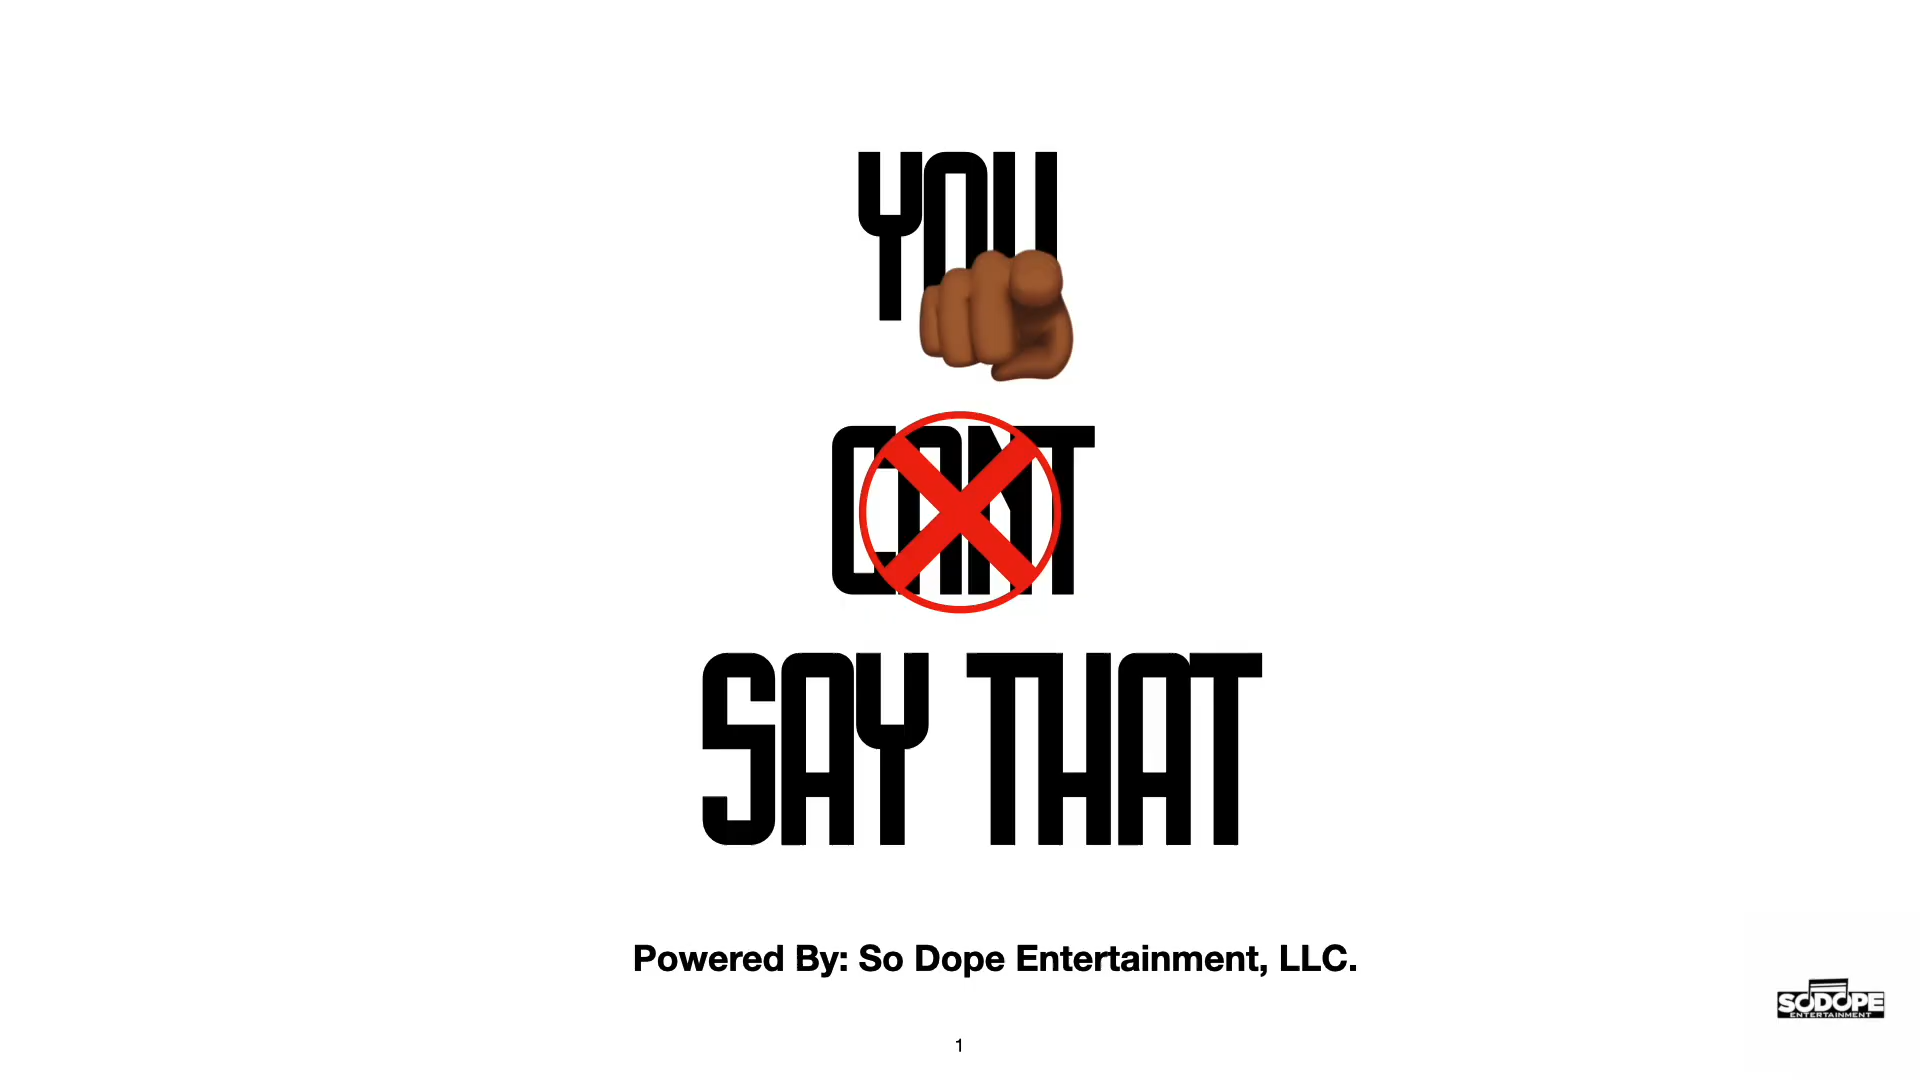 YOU
CANT
SAY THAT
Powered By: So Dope Entertainment, LLC.
SODOPE
ENTERTAINMENT
1